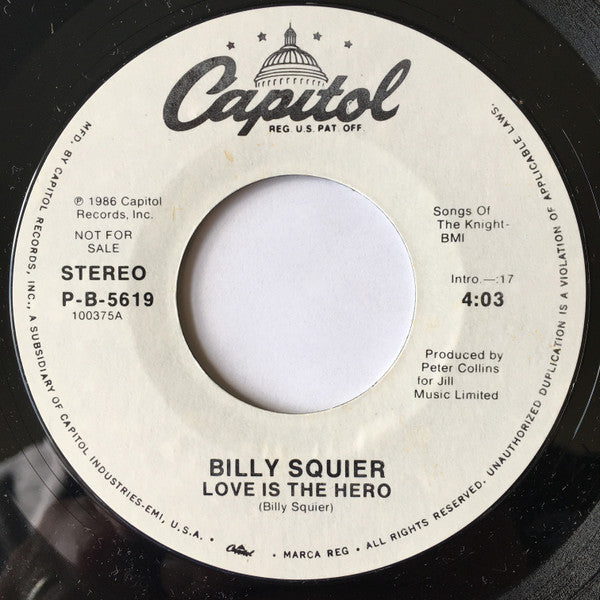 Capitol
REG. U.S. PAT. OFF.
℗ 1986 Capitol
Records, Inc.
NOT FOR
SALE
STEREO
P-B-5619
100375A
Songs Of
The Knight-
BMI
Intro.—:17
4:03
Produced by
Peter Collins
for Jill
Music Limited
BILLY SQUIER
LOVE IS THE HERO
(Billy Squier)
MFD. BY CAPITOL RECORDS, INC., A SUBSIDIARY OF CAPITOL INDUSTRIES-EMI, U.S.A. • Capitol • MARCA REG • ALL RIGHTS RESERVED. UNAUTHORIZED DUPLICATION IS A VIOLATION OF APPLICABLE LAWS.